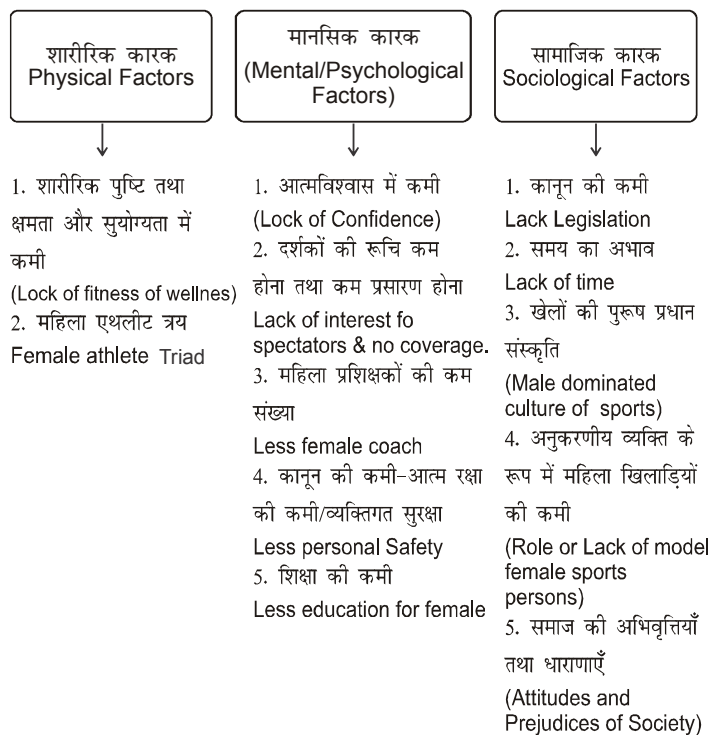 शारीरिक कारक
Physical Factors
1. शारीरिक पुष्टि तथा
क्षमता और सुयोग्यता में
कमी
(Lock of fitness of wellnes)
2. महिला एथलीट त्रय
Female athlete Triad
मानसिक कारक
(Mental/Psychological
Factors)
1. आत्मविश्वास में कमी
(Lock of Confidence)
2. दर्शकों की रूचि कम
होना तथा कम प्रसारण होना
Lack of interest fo
spectators & no coverage.
3. महिला प्रशिक्षकों की कम
संख्या
Less female coach
4. कानून की कमी-आत्म रक्षा
की कमी/व्यक्तिगत सुरक्षा
Less personal Safety
5. शिक्षा की कमी
Less education for female
सामाजिक कारक
Sociological Factors
1. कानून की कमी
Lack Legislation
2. समय का अभाव
Lack of time
3. खेलों की पुरूष प्रधान
संस्कृति
(Male dominated
culture of sports)
4. अनुकरणीय व्यक्ति के
रूप में महिला खिलाड़ियों
की कमी
(Role or Lack of model
female sports
persons)
5. समाज की अभिवृत्तियाँ
तथा धाराणाएँ
(Attitudes and
Prejudices of Society)